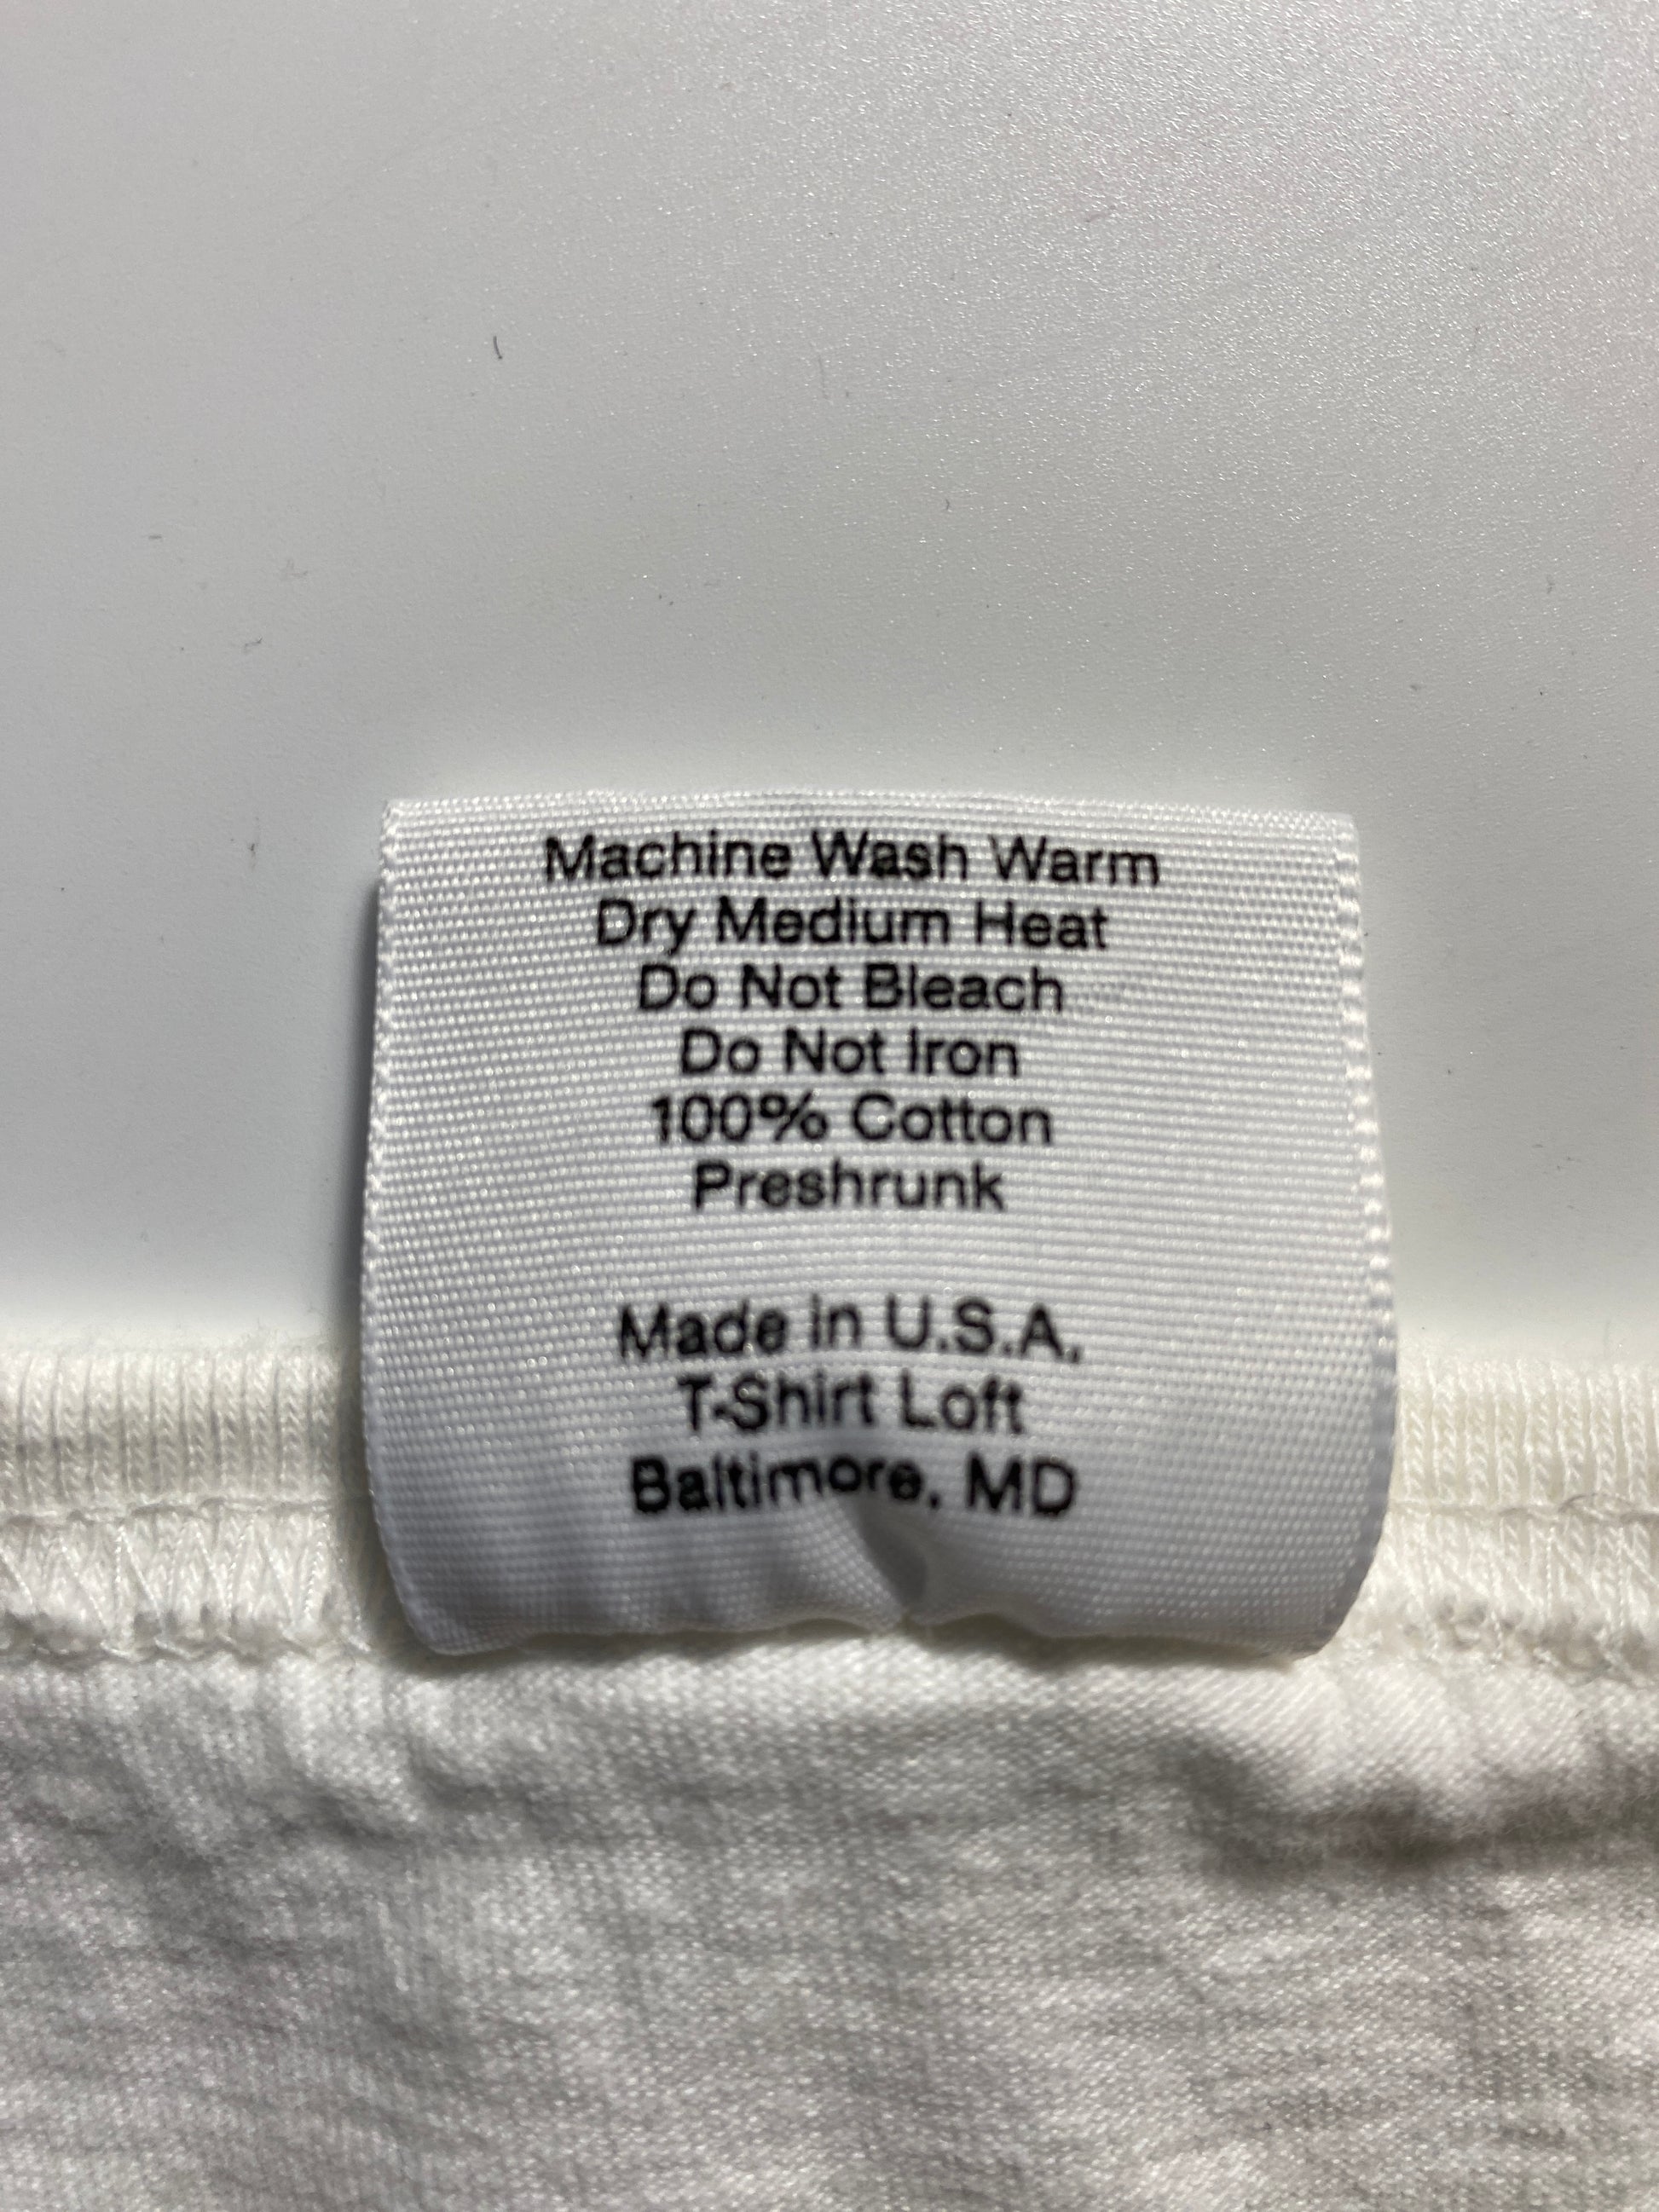 Machine Wash Warm
Dry Medium Heat
Do Not Bleach
Do Not Iron
100% Cotton
Preshrunk
Made in U.S.A.
T-Shirt Loft
Baltimore, MD